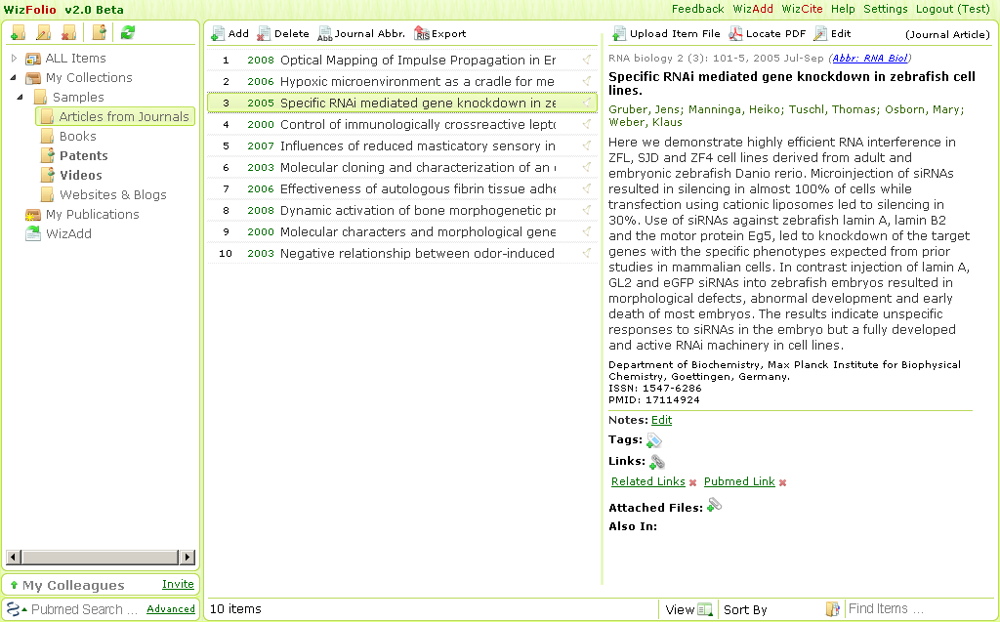 WizFolio v2.0 Beta
Feedback WizAdd WizCite Help Settings Logout (Test)
ALL Items
My Collections
Samples
Articles from Journals
Books
Patents
Videos
Websites & Blogs
My Publications
WizAdd
My Colleagues Invite
Pubmed Search ... Advanced
Add Delete Journal Abbr. Export
1 2008 Optical Mapping of Impulse Propagation in Er
2 2006 Hypoxic microenvironment as a cradle for me
3 2005 Specific RNAi mediated gene knockdown in ze
4 2000 Control of immunologically crossreactive lepto
5 2007 Influences of reduced masticatory sensory in
6 2003 Molecular cloning and characterization of an
7 2006 Effectiveness of autologous fibrin tissue adhe
8 2008 Dynamic activation of bone morphogenetic pr
9 2000 Molecular characters and morphological gene
10 2003 Negative relationship between odor-induced
10 items
View Sort By Find Items ...
Upload Item File Locate PDF Edit (Journal Article)
RNA biology 2 (3): 101-5, 2005 Jul-Sep (Abbr: RNA Biol)
Specific RNAi mediated gene knockdown in zebrafish cell
lines.
Gruber, Jens; Manninga, Heiko; Tuschl, Thomas; Osborn, Mary;
Weber, Klaus
Here we demonstrate highly efficient RNA interference in
ZFL, SJD and ZF4 cell lines derived from adult and
embryonic zebrafish Danio rerio. Microinjection of siRNAs
resulted in silencing in almost 100% of cells while
transfection using cationic liposomes led to silencing in
30%. Use of siRNAs against zebrafish lamin A, lamin B2
and the motor protein Eg5, led to knockdown of the target
genes with the specific phenotypes expected from prior
studies in mammalian cells. In contrast injection of lamin A,
GL2 and eGFP siRNAs into zebrafish embryos resulted in
morphological defects, abnormal development and early
death of most embryos. The results indicate unspecific
responses to siRNAs in the embryo but a fully developed
and active RNAi machinery in cell lines.
Department of Biochemistry, Max Planck Institute for Biophysical
Chemistry, Goettingen, Germany.
ISSN: 1547-6286
PMID: 17114924
Notes: Edit
Tags:
Links:
Related Links Pubmed Link
Attached Files:
Also In: